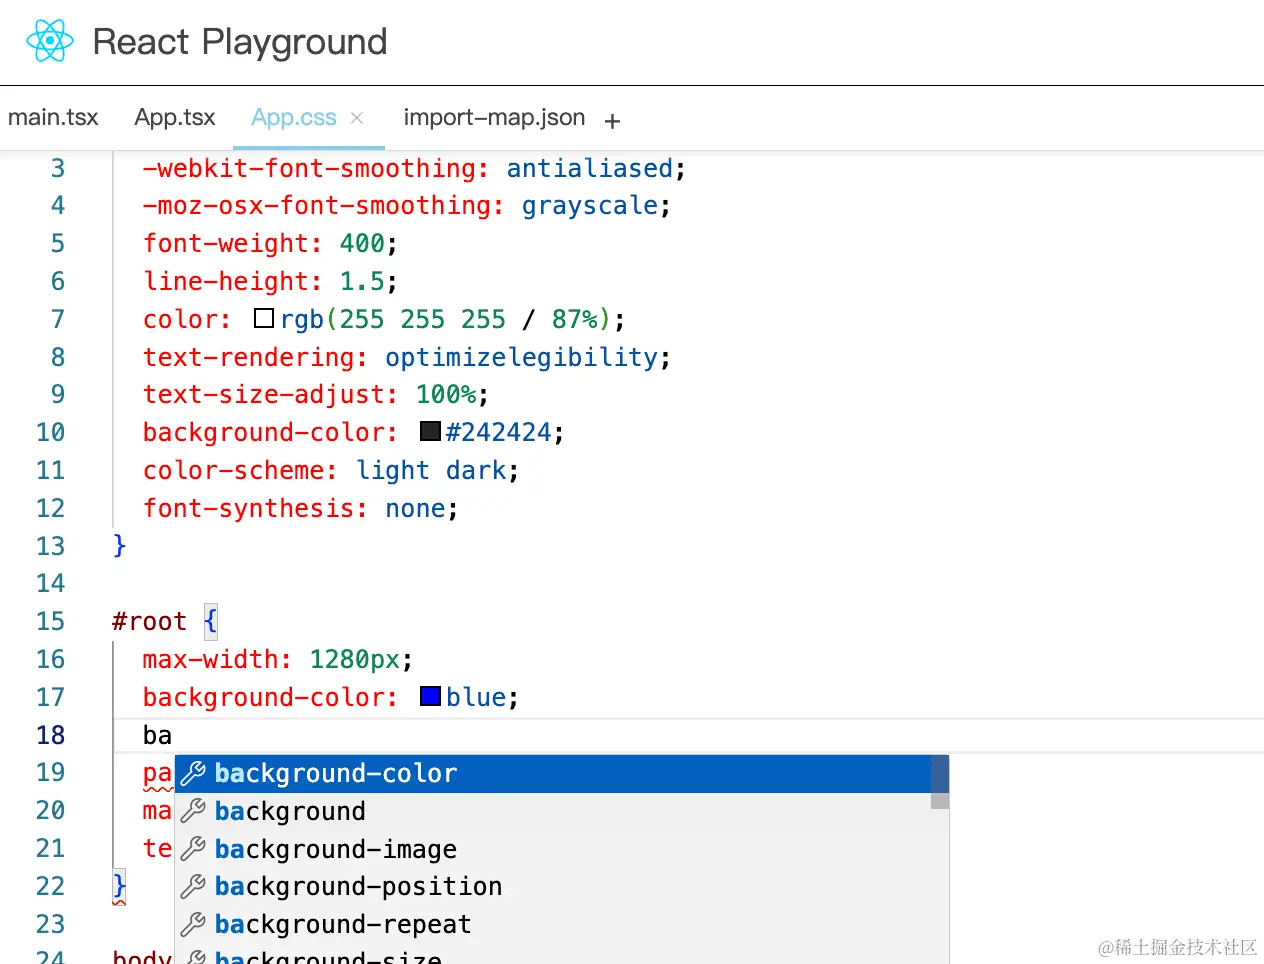 React Playground
main.tsx App.tsx App.css × import-map.json +
3 -webkit-font-smoothing: antialiased;
4 -moz-osx-font-smoothing: grayscale;
5 font-weight: 400;
6 line-height: 1.5;
7 color: rgb(255 255 255 / 87%);
8 text-rendering: optimizelegibility;
9 text-size-adjust: 100%;
10 background-color: #242424;
11 color-scheme: light dark;
12 font-synthesis: none;
13 }
14
15 #root {
16 max-width: 1280px;
17 background-color: blue;
18 ba
19 pa background-color
20 ma background
21 te background-image
22 } background-position
23 background-repeat
24 body background-size
@稀土掘金技术社区